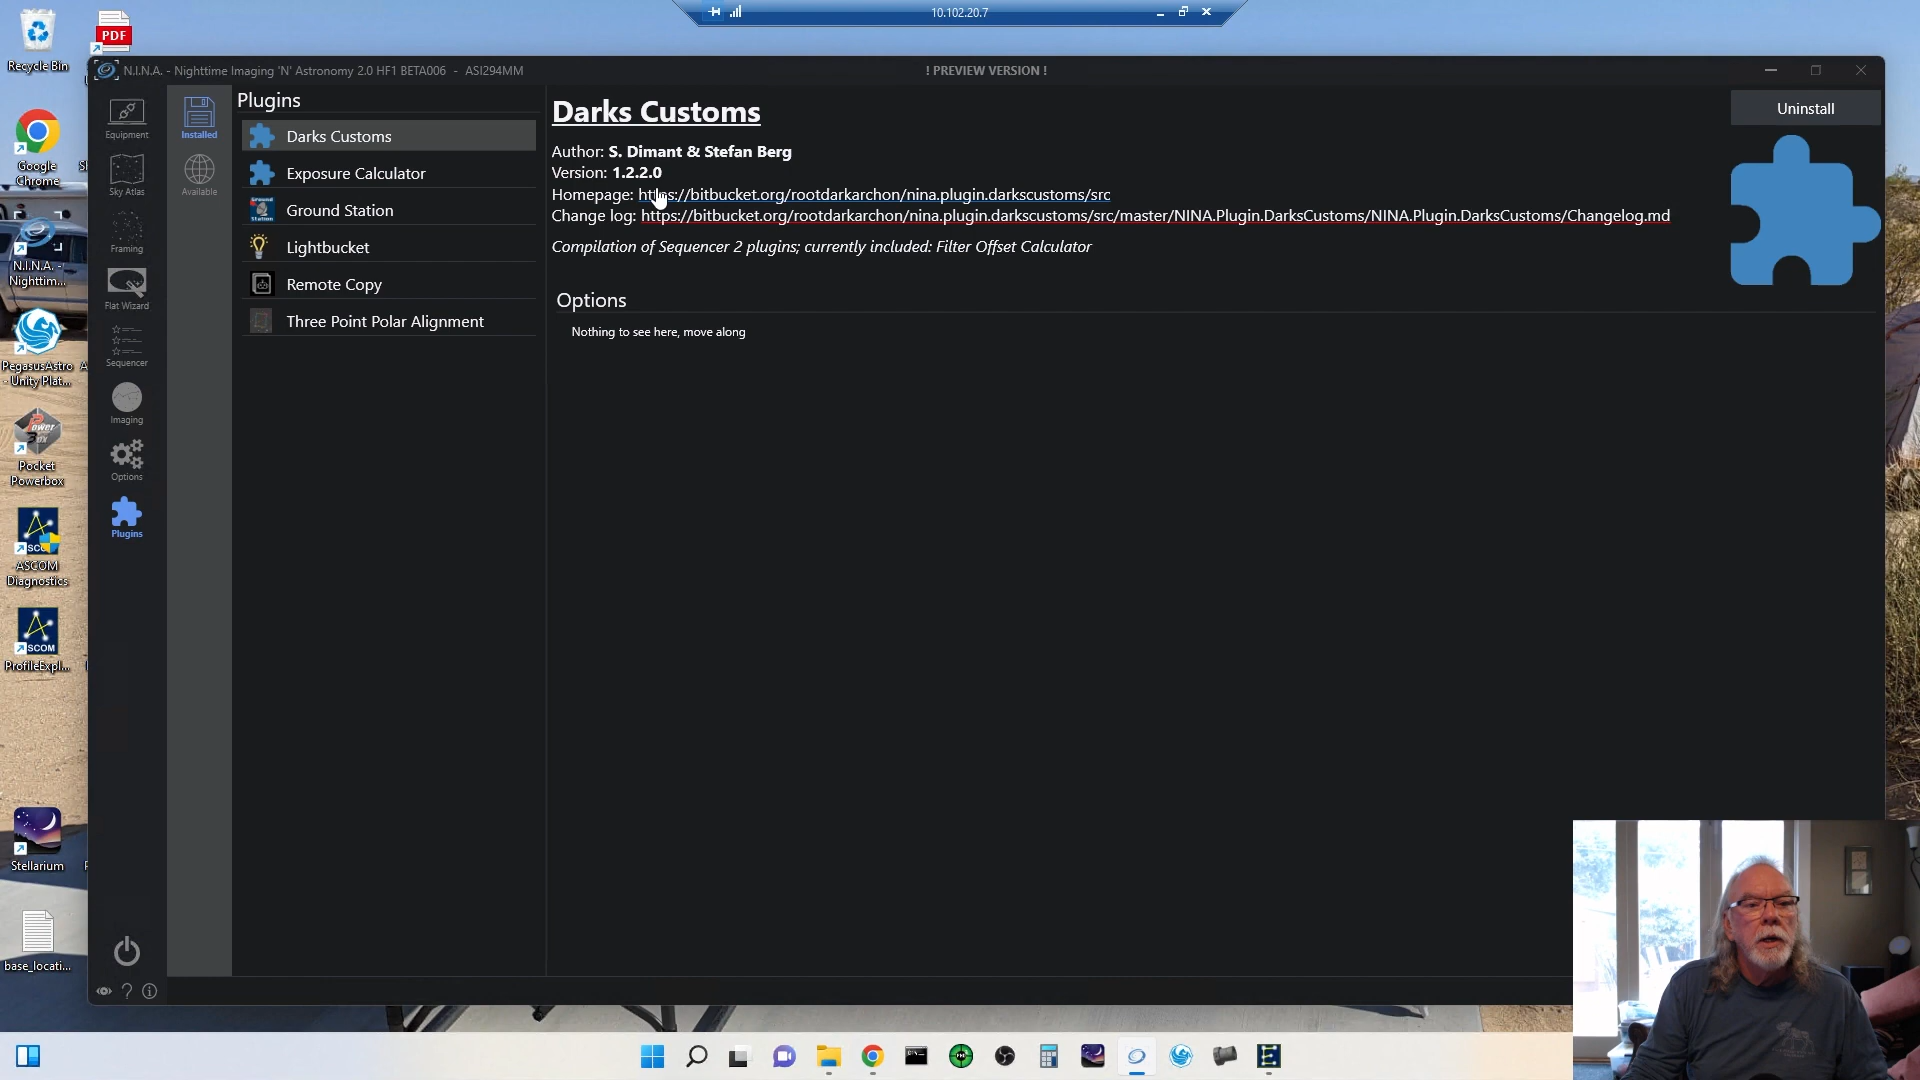 10.102.20.7
Recycle Bin
PDF
N.I.N.A. - Nighttime Imaging 'N' Astronomy 2.0 HF1 BETA006 - ASI294MM
! PREVIEW VERSION !
Equipment
Sky Atlas
Framing
Flat Wizard
Sequencer
Imaging
Options
Plugins
Installed
Available
Plugins
Darks Customs
Exposure Calculator
Ground Station
Lightbucket
Remote Copy
Three Point Polar Alignment
Darks Customs
Uninstall
Author: S. Dimant & Stefan Berg
Version: 1.2.2.0
Homepage: https://bitbucket.org/rootdarkarchon/nina.plugin.darkscustoms/src
Change log: https://bitbucket.org/rootdarkarchon/nina.plugin.darkscustoms/src/master/NINA.Plugin.DarksCustoms/NINA.Plugin.DarksCustoms/Changelog.md
Compilation of Sequencer 2 plugins; currently included: Filter Offset Calculator
Options
Nothing to see here, move along
Google
Chrome
N.I.N.A. -
Nighttim...
PegasusAstro
- Unity Plat...
Pocket
Powerbox
ASCOM
Diagnostics
SCOM
ProfileExpl...
Stellarium
base_locati...